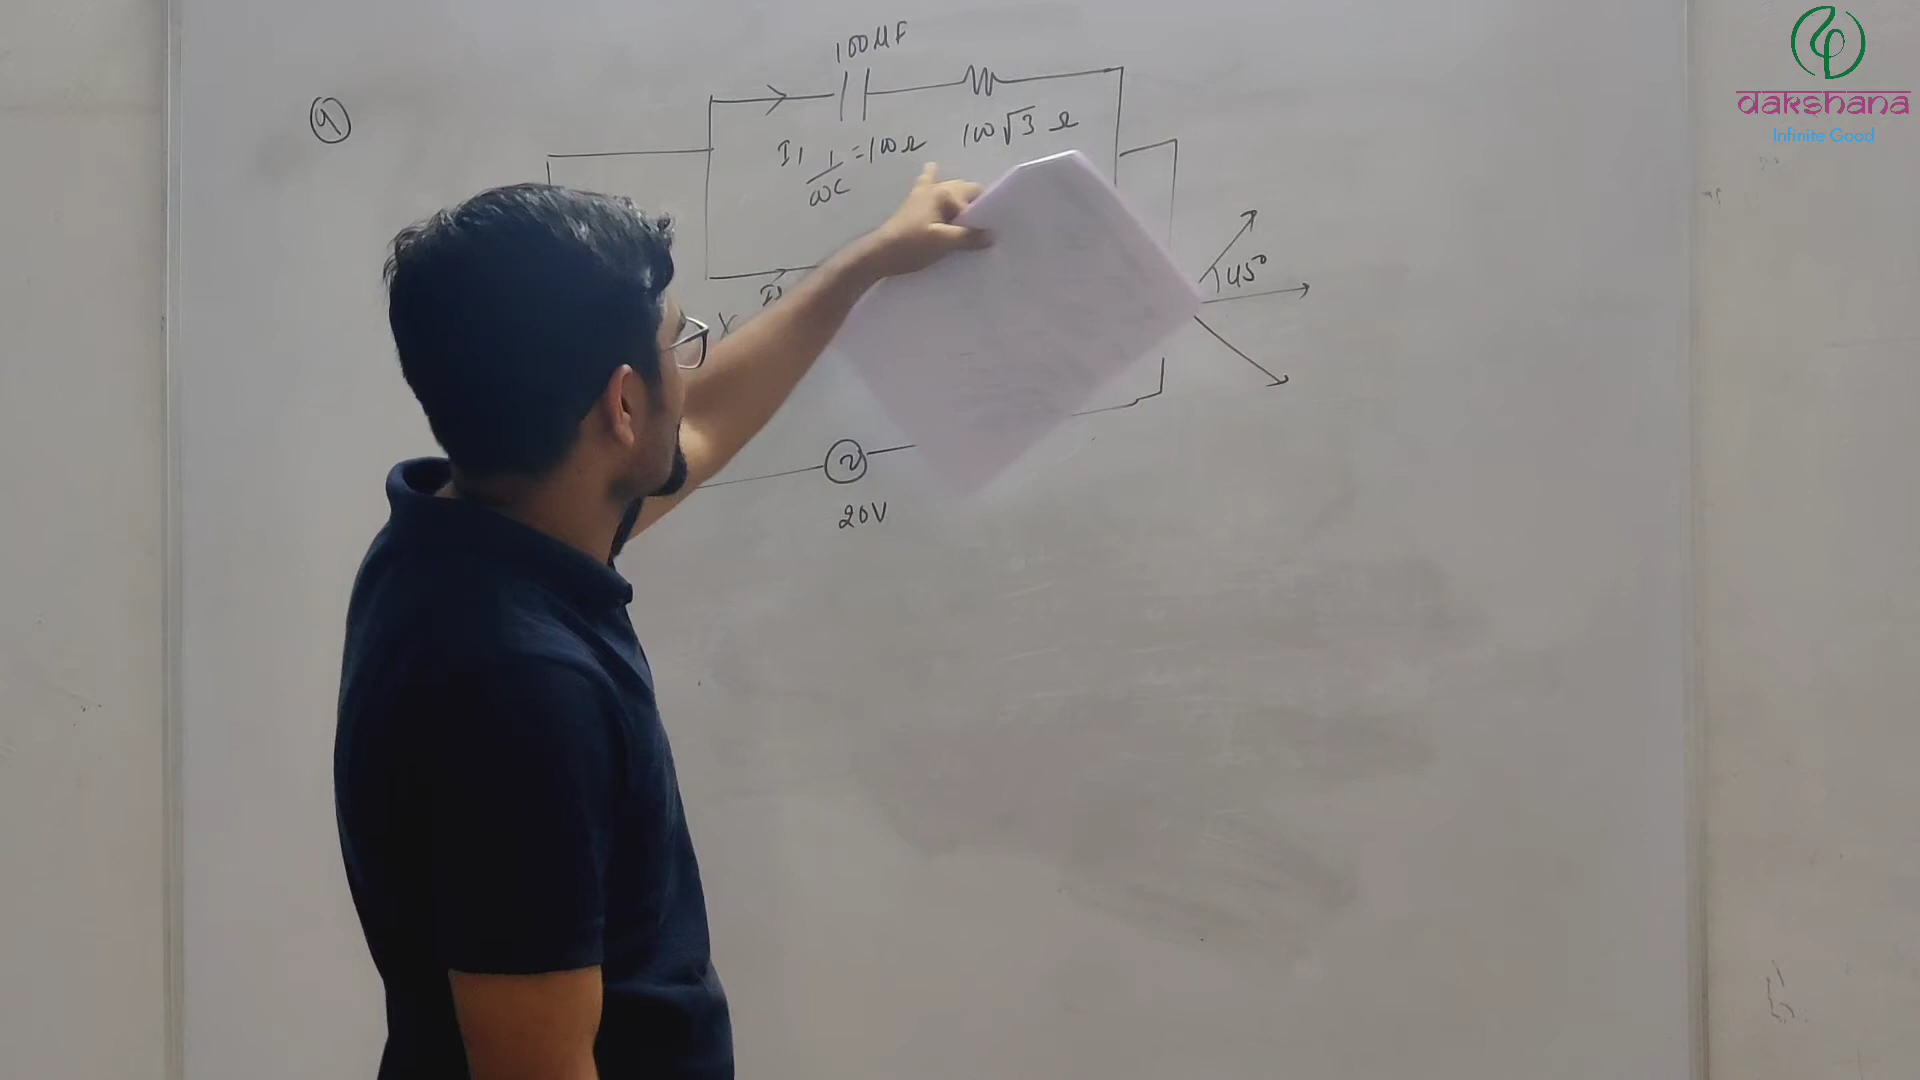 9
100μF
I1
1/ωC = 100Ω
100√3 Ω
45°
20V
dakshana
Infinite Good